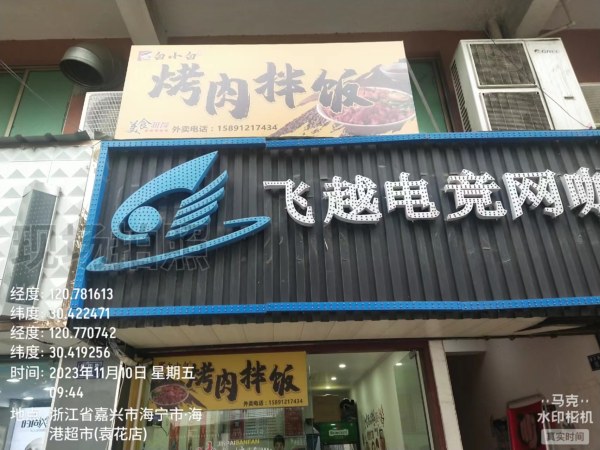 白小白
烤肉拌饭
美食
外卖电话：15891217434
飞越电竞网咖
现场拍照
经度: 120.781613
纬度: 30.422471
经度: 120.770742
纬度: 30.419256
时间: 2023年11月10日 星期五
09:44
地点: 浙江省嘉兴市海宁市·海
港超市(袁花店)
烤肉拌饭
外卖电话：15891217434
马克
水印相机
真实时间